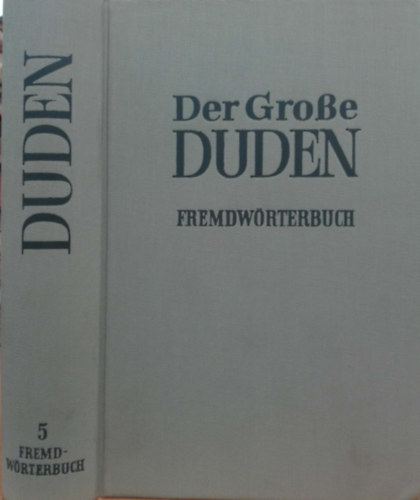 DUDEN
5
FREMD-
WÖRTERBUCH
Der Große
DUDEN
FREMDWÖRTERBUCH